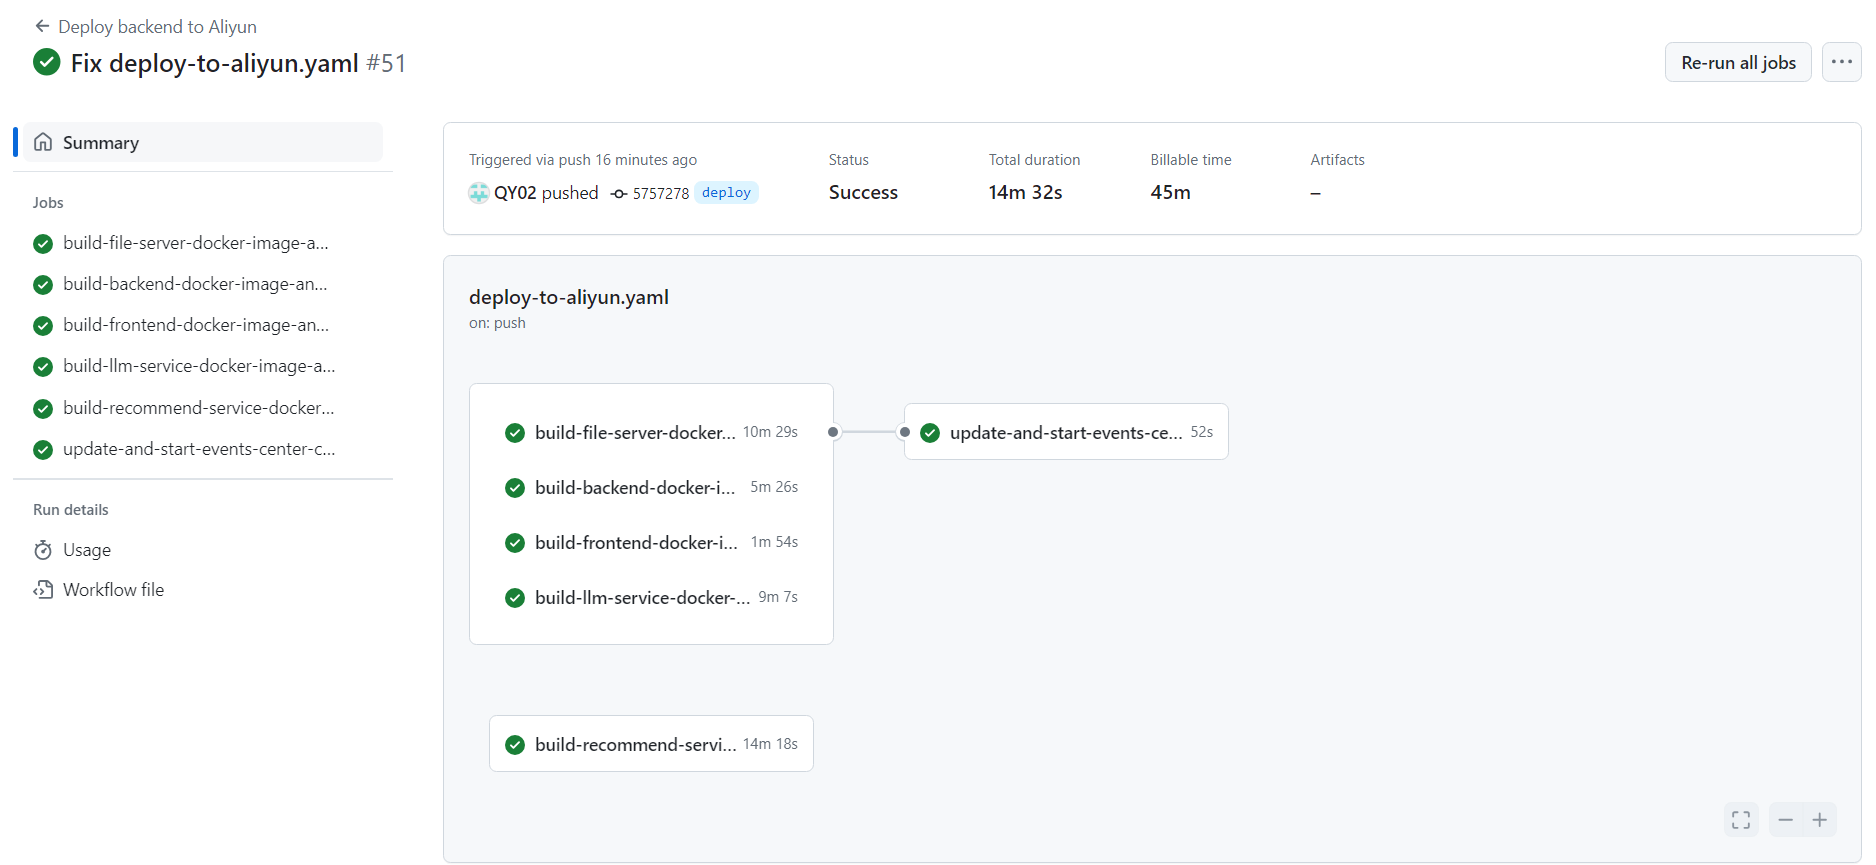 Deploy backend to Aliyun
Fix deploy-to-aliyun.yaml #51
Re-run all jobs
Summary
Jobs
build-file-server-docker-image-a...
build-backend-docker-image-an...
build-frontend-docker-image-an...
build-llm-service-docker-image-a...
build-recommend-service-docker...
update-and-start-events-center-c...
Run details
Usage
Workflow file
Triggered via push 16 minutes ago
QY02 pushed 5757278 deploy
Status
Success
Total duration
14m 32s
Billable time
45m
Artifacts
–
deploy-to-aliyun.yaml
on: push
build-file-server-docker... 10m 29s
build-backend-docker-i... 5m 26s
build-frontend-docker-i... 1m 54s
build-llm-service-docker-... 9m 7s
update-and-start-events-ce... 52s
build-recommend-servi... 14m 18s